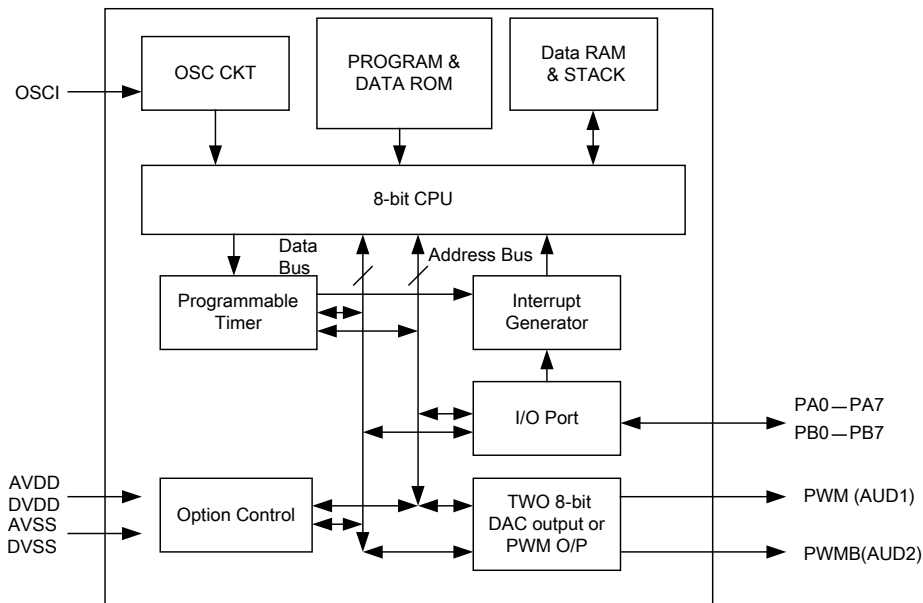 OSCI
OSC CKT
PROGRAM &
DATA ROM
Data RAM
& STACK
8-bit CPU
Data
Bus
Address Bus
Programmable
Timer
Interrupt
Generator
I/O Port
PA0—PA7
PB0—PB7
AVDD
DVDD
AVSS
DVSS
Option Control
TWO 8-bit
DAC output or
PWM O/P
PWM (AUD1)
PWMB(AUD2)